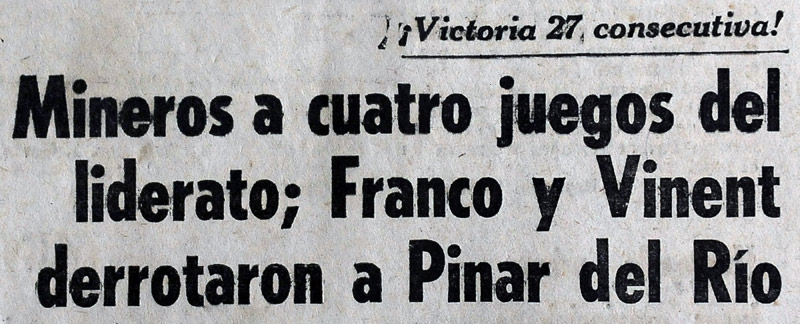 ¡Victoria 27 consecutiva!
Mineros a cuatro juegos del
liderato; Franco y Vinent
derrotaron a Pinar del Río